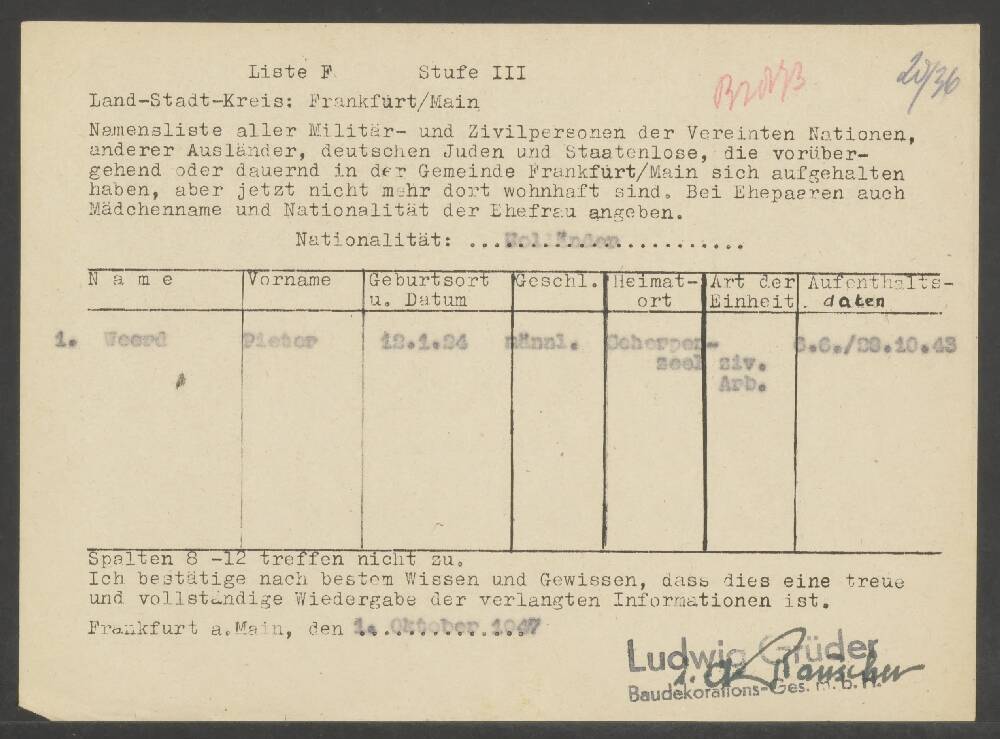 Liste F Stufe III 20/36
Land-Stadt-Kreis: Frankfurt/Main
Namensliste aller Militär- und Zivilpersonen der Vereinten Nationen,
anderer Ausländer, deutschen Juden und Staatenlose, die vorüber-
gehend oder dauernd in der Gemeinde Frankfurt/Main sich aufgehalten
haben, aber jetzt nicht mehr dort wohnhaft sind. Bei Ehepaaren auch
Mädchenname und Nationalität der Ehefrau angeben.
Nationalität: ...Holländer......................
N a m e Vorname Geburtsort Geschl. Heimat- Art der Aufenthalts-
u. Datum ort Einheit. daten
1. Weerd Pieter 12.1.24 männl. Scherpen- 6.6./28.10.43
zeel ziv.
Arb.
Spalten 8 -12 treffen nicht zu.
Ich bestätige nach bestem Wissen und Gewissen, dass dies eine treue
und vollständige Wiedergabe der verlangten Informationen ist.
Frankfurt a.Main, den 1. Oktober 1947
Ludwig Grüder
Baudekorations-Ges. m. b. H.